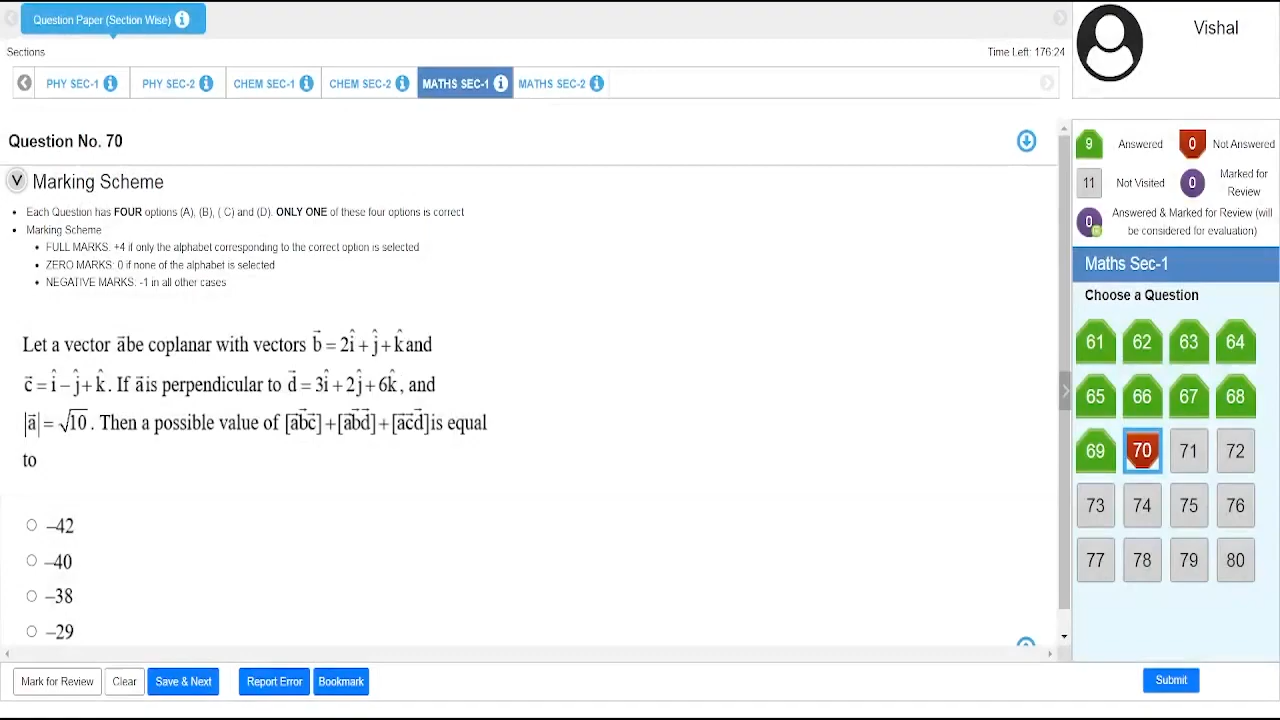 Question Paper (Section Wise) i
Vishal
Sections
Time Left: 176:24
PHY SEC-1 i PHY SEC-2 i CHEM SEC-1 i CHEM SEC-2 i MATHS SEC-1 i MATHS SEC-2 i
Question No. 70
9 Answered 0 Not Answered
11 Not Visited 0 Marked for Review
0 Answered & Marked for Review (will be considered for evaluation)
V Marking Scheme
• Each Question has FOUR options (A), (B), ( C) and (D). ONLY ONE of these four options is correct
• Marking Scheme
• FULL MARKS: +4 if only the alphabet corresponding to the correct option is selected
• ZERO MARKS: 0 if none of the alphabet is selected
• NEGATIVE MARKS: -1 in all other cases
Let a vector a⃗ be coplanar with vectors b⃗ = 2î + ĵ + k̂ and
c⃗ = î − ĵ + k̂ . If a⃗ is perpendicular to d⃗ = 3î + 2ĵ + 6k̂, and
|a⃗| = √10 . Then a possible value of [a⃗b⃗c⃗] + [a⃗b⃗d⃗] + [a⃗c⃗d⃗] is equal
to
–42
–40
–38
–29
Maths Sec-1
Choose a Question
61 62 63 64
65 66 67 68
69 70 71 72
73 74 75 76
77 78 79 80
Mark for Review Clear Save & Next Report Error Bookmark Submit